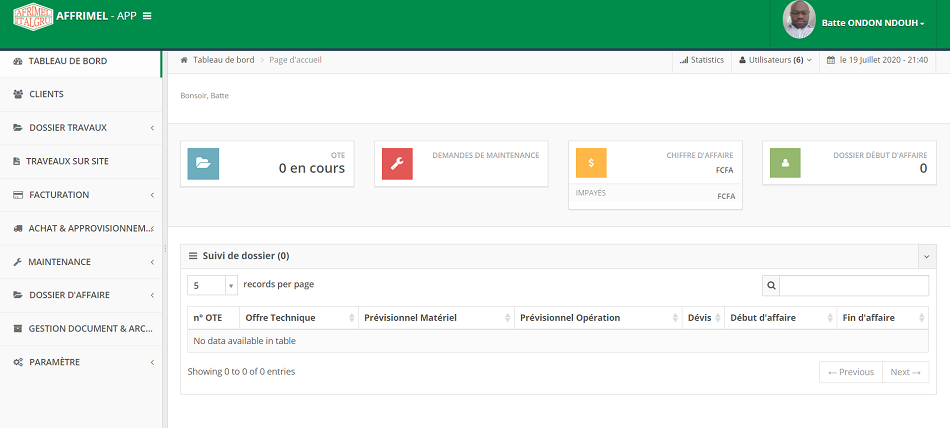 AFRIMEL
ITALGRU
AFFRIMEL - APP
Batte ONDON NDOUH
TABLEAU DE BORD
CLIENTS
DOSSIER TRAVAUX
TRAVEAUX SUR SITE
FACTURATION
ACHAT & APPROVISIONNEM...
MAINTENANCE
DOSSIER D'AFFAIRE
GESTION DOCUMENT & ARC...
PARAMÈTRE
Tableau de bord > Page d'accueil
Statistics
Utilisateurs (6)
le 19 Juillet 2020 - 21:40
Bonsoir, Batte
OTE
0 en cours
DEMANDES DE MAINTENANCE
$
CHIFFRE D'AFFAIRE
FCFA
IMPAYÉS
FCFA
DOSSIER DÉBUT D'AFFAIRE
0
Suivi de dossier (0)
5 records per page
n° OTE Offre Technique Prévisionnel Matériel Prévisionnel Opération Dévis Début d'affaire Fin d'affaire
No data available in table
Showing 0 to 0 of 0 entries
← Previous Next →